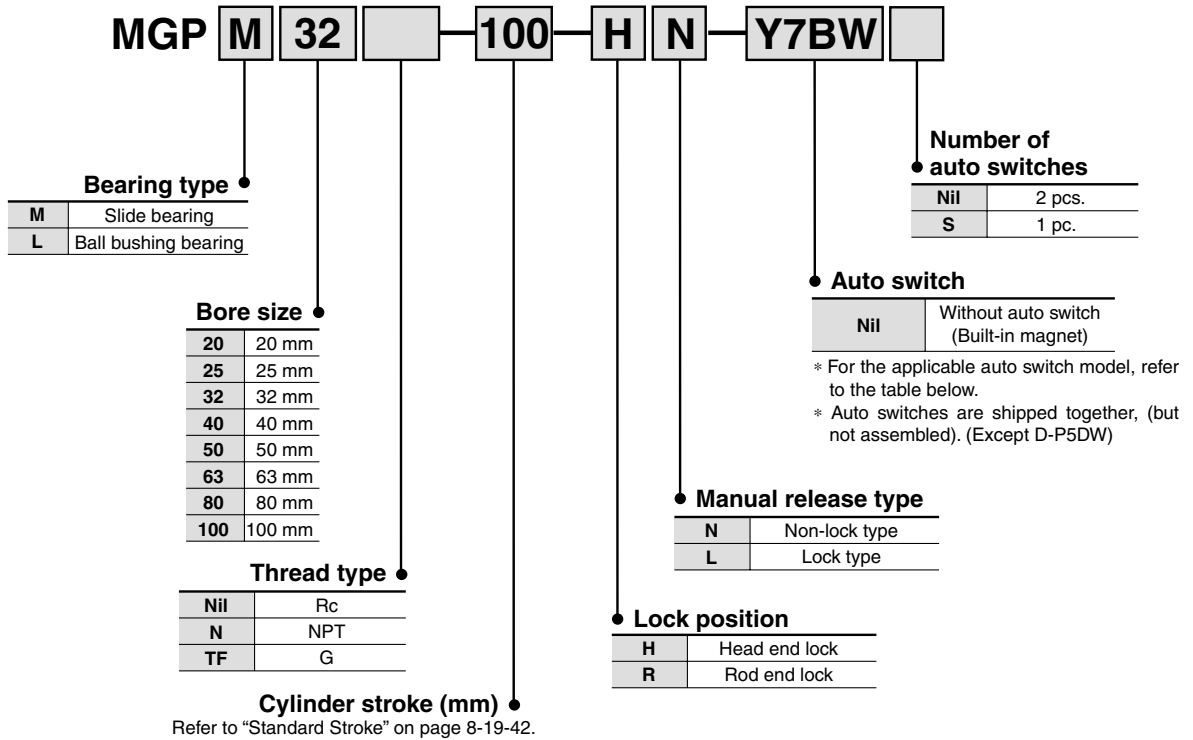 MGP M 32 — 100 — H N — Y7BW
Number of
auto switches
Nil 2 pcs.
S 1 pc.
Bearing type
M Slide bearing
L Ball bushing bearing
Auto switch
Nil Without auto switch
(Built-in magnet)
* For the applicable auto switch model, refer
to the table below.
* Auto switches are shipped together, (but
not assembled). (Except D-P5DW)
Bore size
20 20 mm
25 25 mm
32 32 mm
40 40 mm
50 50 mm
63 63 mm
80 80 mm
100 100 mm
Manual release type
N Non-lock type
L Lock type
Thread type
Nil Rc
N NPT
TF G
Lock position
H Head end lock
R Rod end lock
Cylinder stroke (mm)
Refer to “Standard Stroke” on page 8-19-42.